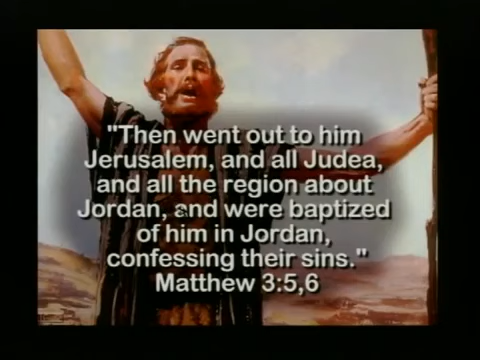 "Then went out to him
Jerusalem, and all Judea,
and all the region about
Jordan, and were baptized
of him in Jordan,
confessing their sins."
Matthew 3:5,6